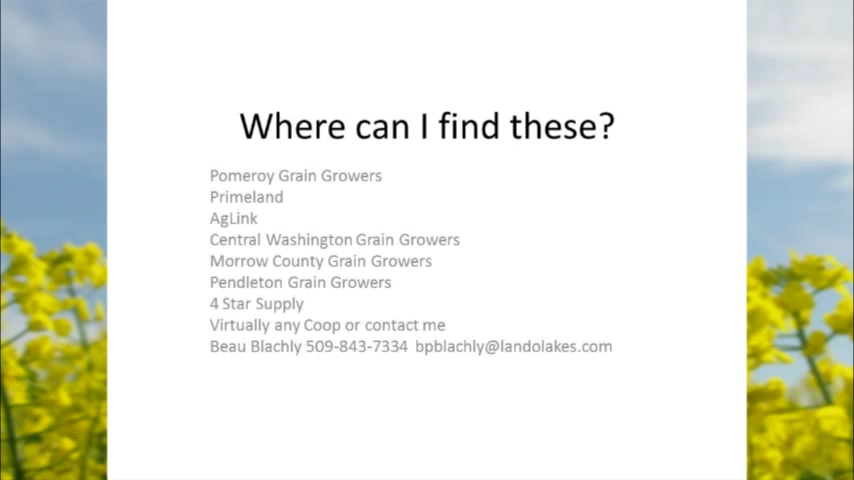 Where can I find these?
Pomeroy Grain Growers
Primeland
AgLink
Central Washington Grain Growers
Morrow County Grain Growers
Pendleton Grain Growers
4 Star Supply
Virtually any Coop or contact me
Beau Blachly 509-843-7334 bpblachly@landolakes.com